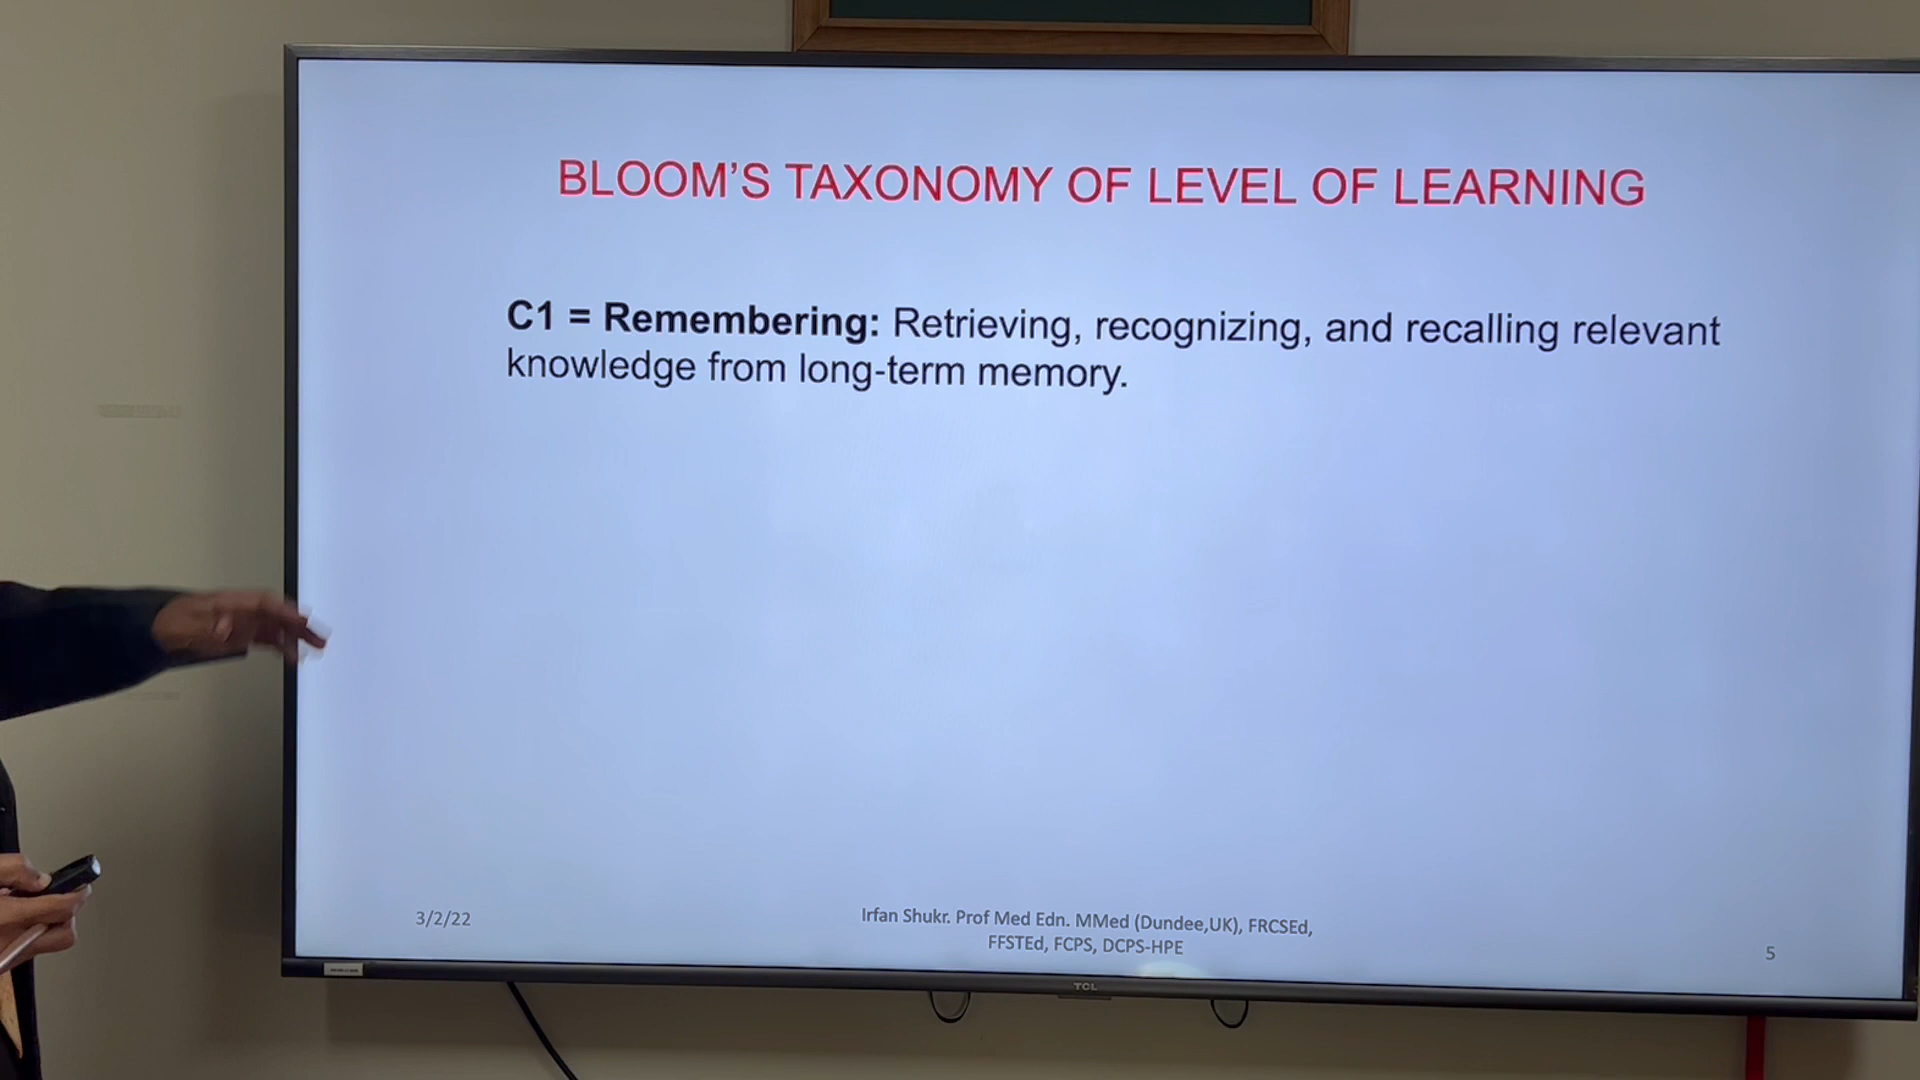 BLOOM’S TAXONOMY OF LEVEL OF LEARNING
C1 = Remembering: Retrieving, recognizing, and recalling relevant
knowledge from long-term memory.
3/2/22
Irfan Shukr. Prof Med Edn. MMed (Dundee,UK), FRCSEd,
FFSTEd, FCPS, DCPS-HPE
5
TCL